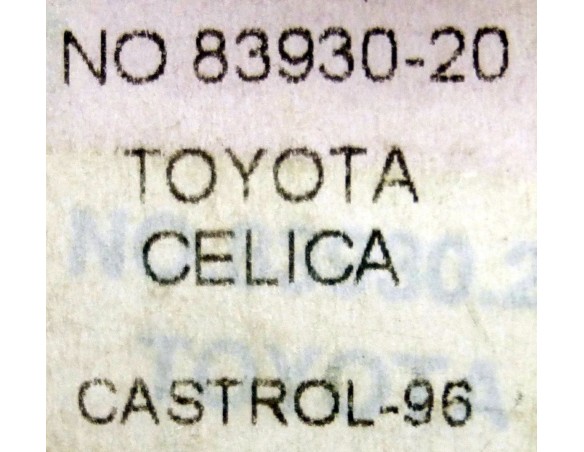 NO 83930-20
TOYOTA
CELICA
CASTROL-96